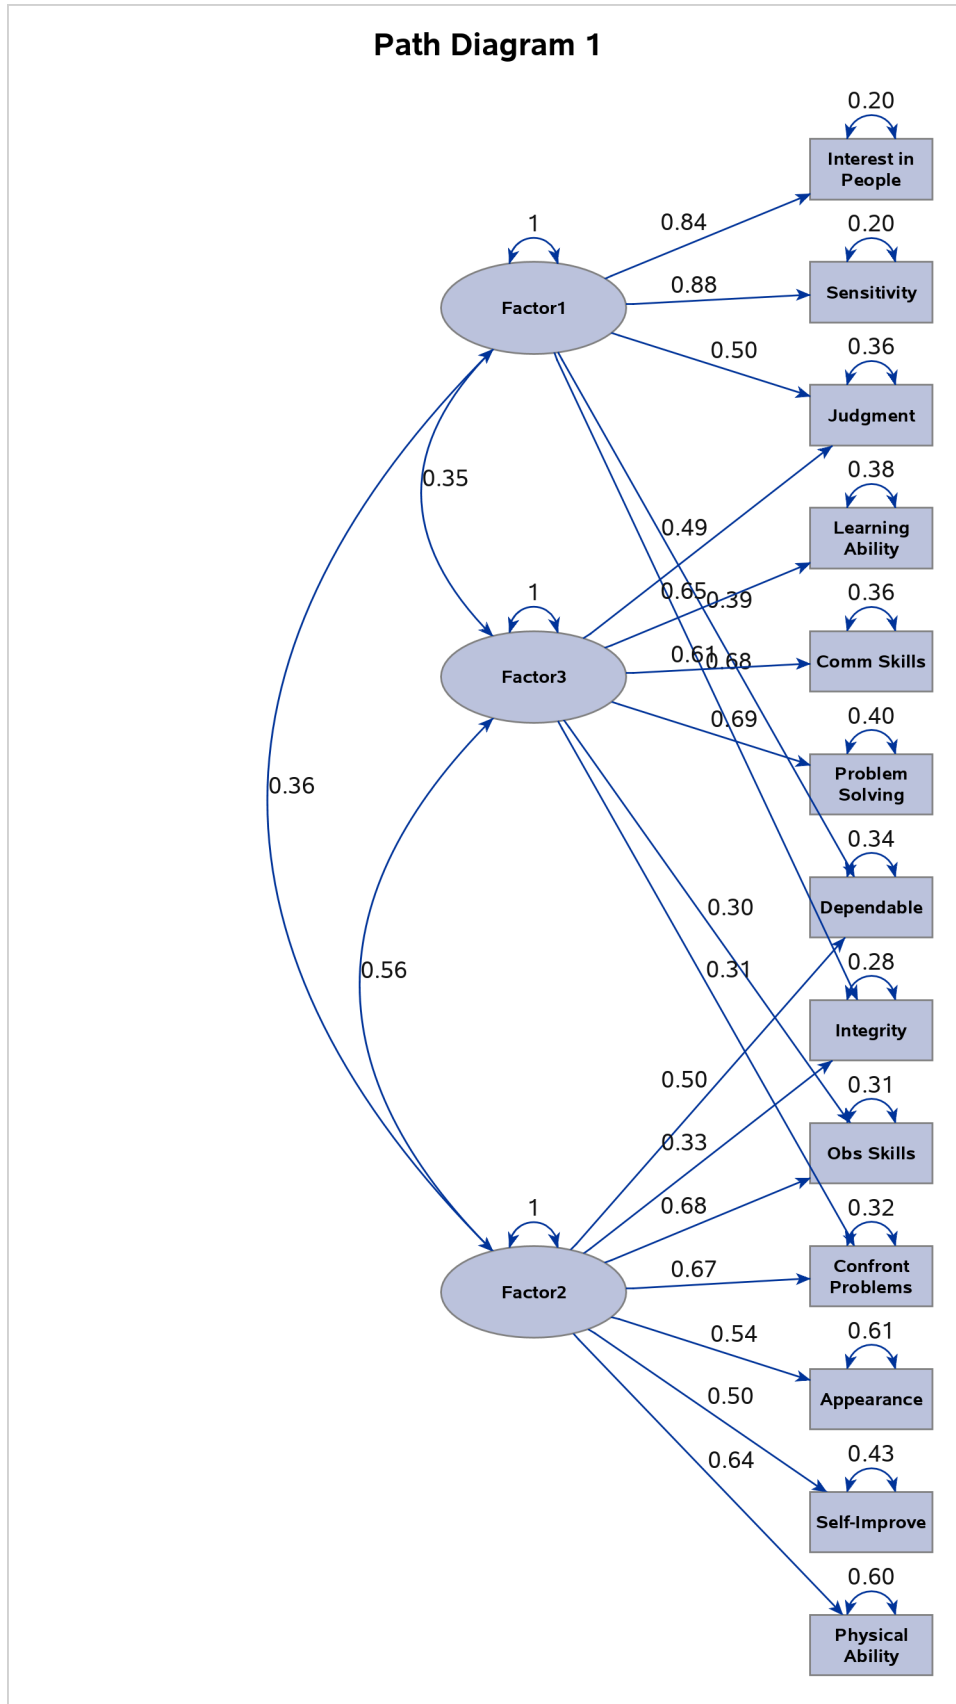 Path Diagram 1
0.20
Interest in
People
0.84
1
0.20
Sensitivity
0.88
Factor1
0.50
0.36
Judgment
0.35
0.38
Learning
Ability
0.49
0.65
0.39
1
0.36
Comm Skills
0.61
0.68
Factor3
0.69
0.40
Problem
Solving
0.36
0.34
Dependable
0.30
0.56
0.31
0.28
Integrity
0.50
0.31
Obs Skills
0.33
0.68
1
0.32
Confront
Problems
0.67
Factor2
0.54
0.61
Appearance
0.50
0.43
Self-Improve
0.64
0.60
Physical
Ability